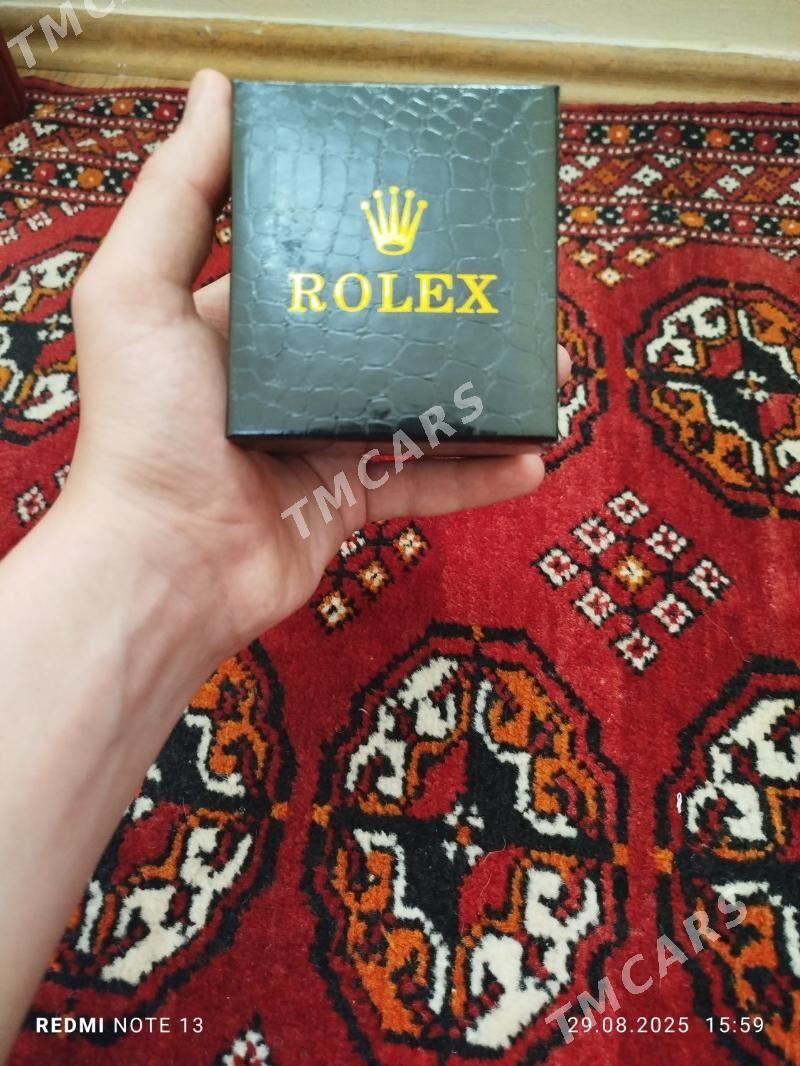 TMCARS
ROLEX
TMCARS
TMCARS
REDMI NOTE 13
29.08.2025 15:59